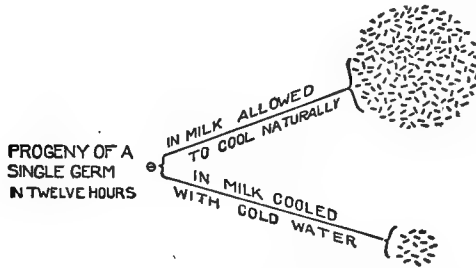 PROGENY OF A
SINGLE GERM
IN TWELVE HOURS
IN MILK ALLOWED
TO COOL NATURALLY
IN MILK COOLED
WITH COLD WATER